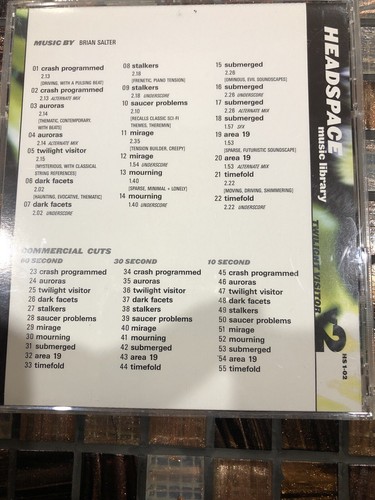 MUSIC BY BRIAN SALTER
01 crash programmed
2.13
[DRIVING, WITH A PULSING BEAT]
02 crash programmed
2.13 ALTERNATE MIX
03 auroras
2.14
[THEMATIC, CONTEMPORARY
WITH BEATS]
04 auroras
2.14 ALTERNATE MIX
05 twilight visitor
2.15
[MYSTERIOUS, WITH CLASSICAL
STRING REFERENCES]
06 dark facets
2.02
[HAUNTING, EVOCATIVE, THEMATIC]
07 dark facets
2.02 UNDERSCORE
08 stalkers
2.18
[FRENETIC, PIANO TENSION]
09 stalkers
2.18 UNDERSCORE
10 saucer problems
2.10
[RECALLS CLASSIC SCI-FI
THEMES, THEREMIN]
11 mirage
2.35
[TENSION BUILDER, CREEPY]
12 mirage
1.54 UNDERSCORE
13 mourning
1.40
[SPARSE, MINIMAL + LONELY]
14 mourning
1.40 UNDERSCORE
15 submerged
2.26
[OMINOUS, EVIL SOUNDSCAPES]
16 submerged
2.26 UNDERSCORE
17 submerged
2.26 ALTERNATE MIX
18 submerged
1.57 SFX
19 area 19
1.53
[SPARSE, FUTURISTIC SOUNDSCAPE]
20 area 19
1.53 ALTERNATE MIX
21 timefold
2.22
[MOVING, DRIVING, SHIMMERING]
22 timefold
2.22 UNDERSCORE
COMMERCIAL CUTS
60 SECOND
23 crash programmed
24 auroras
25 twilight visitor
26 dark facets
27 stalkers
28 saucer problems
29 mirage
30 mourning
31 submerged
32 area 19
33 timefold
30 SECOND
34 crash programmed
35 auroras
36 twilight visitor
37 dark facets
38 stalkers
39 saucer problems
40 mirage
41 mourning
42 submerged
43 area 19
44 timefold
10 SECOND
45 crash programmed
46 auroras
47 twilight visitor
48 dark facets
49 stalkers
50 saucer problems
51 mirage
52 mourning
53 submerged
54 area 19
55 timefold
HEADSPACE
music library
TWILIGHT VISITOR
2
HS 1-02